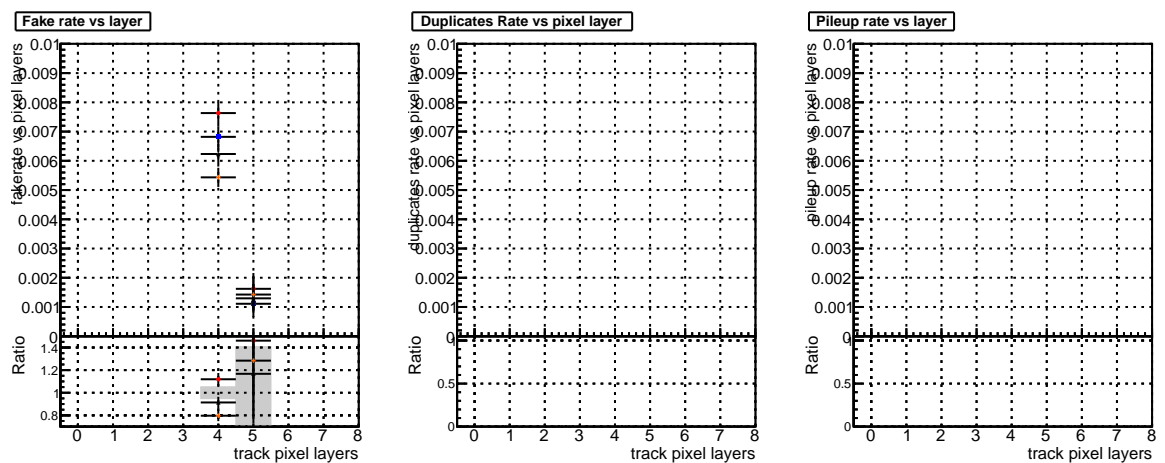 Fake rate vs layer
fakerate vs pixel layers
0.01
0.009
0.008
0.007
0.006
0.005
0.004
0.003
0.002
0.001
0
Ratio
1.4
1.2
1
0.8
0 1 2 3 4 5 6 7 8
track pixel layers
Duplicates Rate vs pixel layer
duplicates rate vs pixel layers
0.01
0.009
0.008
0.007
0.006
0.005
0.004
0.003
0.002
0.001
0
Ratio
1
0.5
0
0 1 2 3 4 5 6 7 8
track pixel layers
Pileup rate vs layer
pileup rate vs pixel layers
0.01
0.009
0.008
0.007
0.006
0.005
0.004
0.003
0.002
0.001
0
Ratio
1
0.5
0
0 1 2 3 4 5 6 7 8
track pixel layers